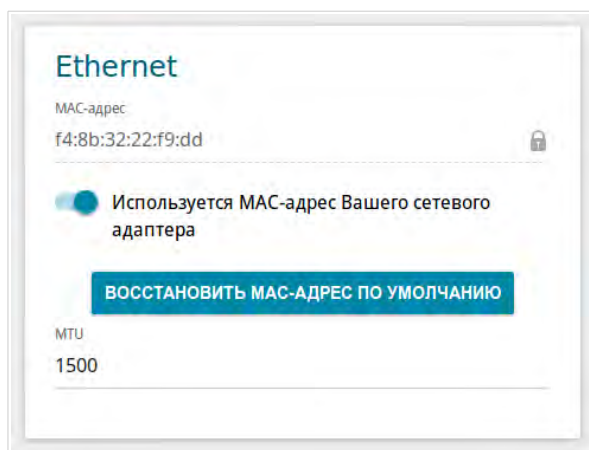 Ethernet
MAC-адрес
f4:8b:32:22:f9:dd
Используется MAC-адрес Вашего сетевого
адаптера
ВОССТАНОВИТЬ MAC-АДРЕС ПО УМОЛЧАНИЮ
MTU
1500